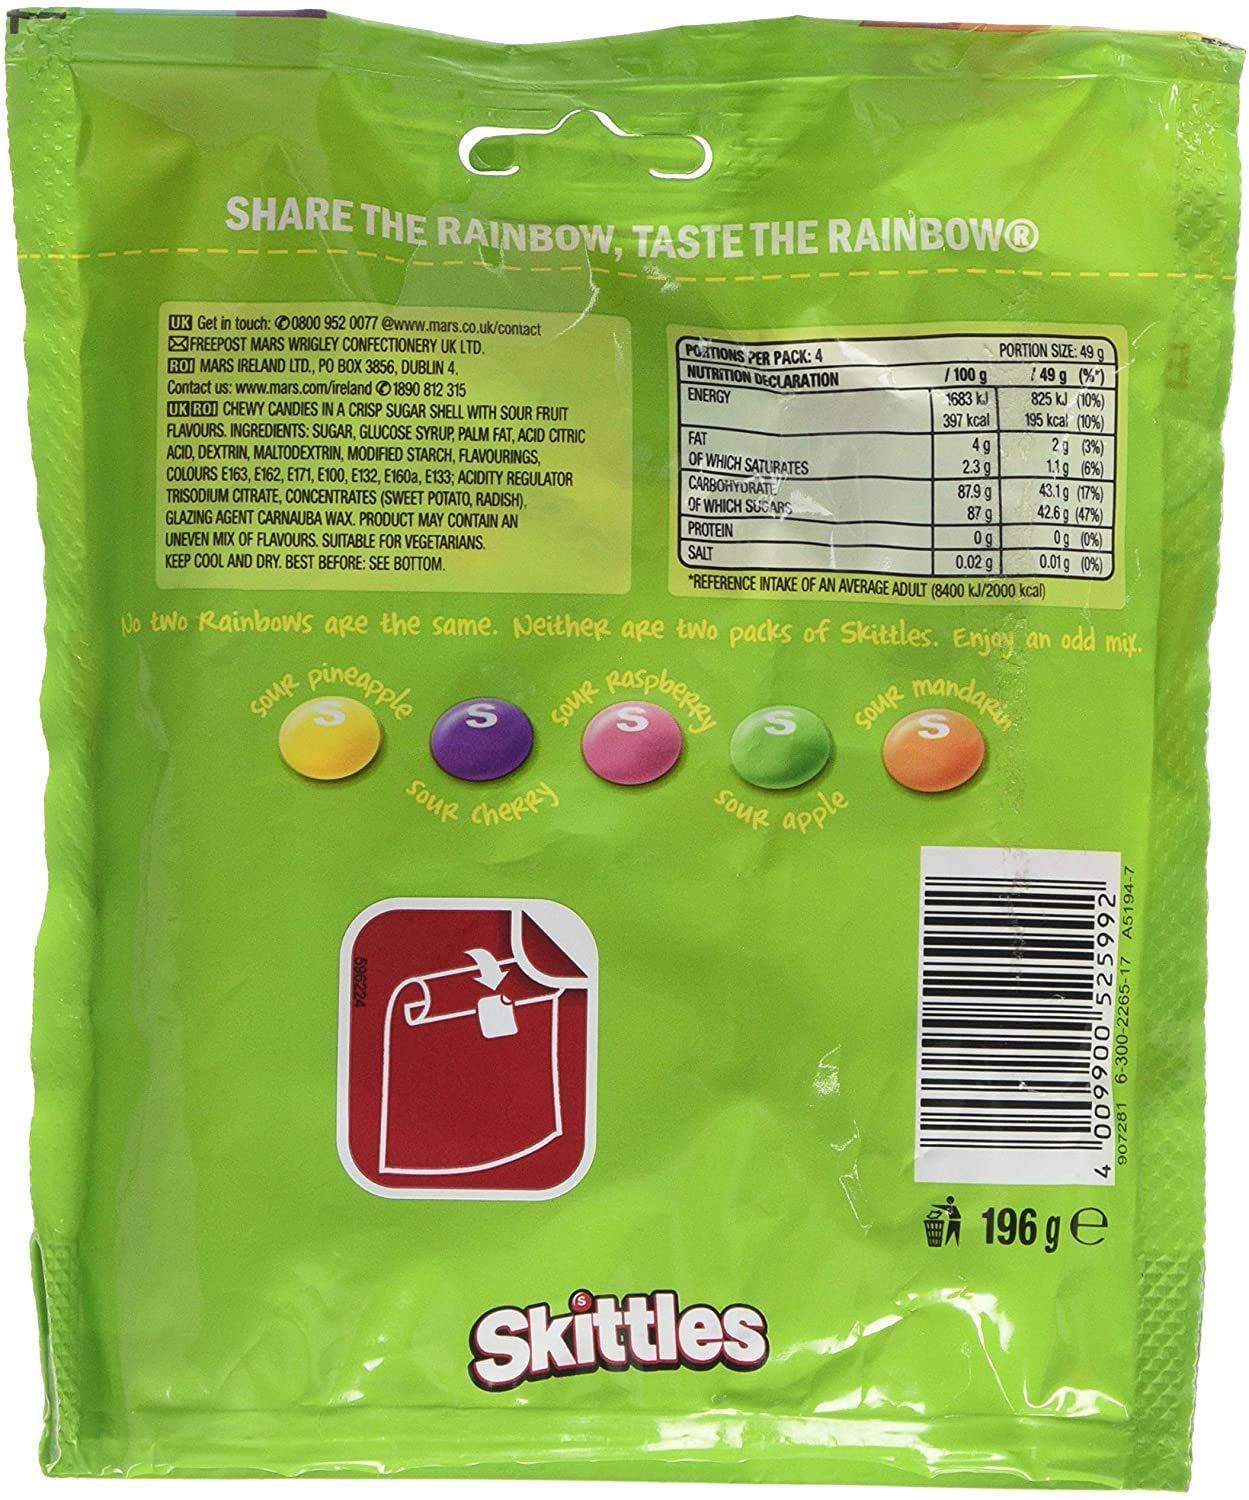 SHARE THE RAINBOW, TASTE THE RAINBOW®
UK Get in touch: ✆0800 952 0077 @www.mars.co.uk/contact
✉FREEPOST MARS WRIGLEY CONFECTIONERY UK LTD.
ROI MARS IRELAND LTD., PO BOX 3856, DUBLIN 4.
Contact us: www.mars.com/ireland ✆1890 812 315
UK ROI CHEWY CANDIES IN A CRISP SUGAR SHELL WITH SOUR FRUIT
FLAVOURS. INGREDIENTS: SUGAR, GLUCOSE SYRUP, PALM FAT, ACID CITRIC
ACID, DEXTRIN, MALTODEXTRIN, MODIFIED STARCH, FLAVOURINGS,
COLOURS E163, E162, E171, E100, E132, E160a, E133; ACIDITY REGULATOR
TRISODIUM CITRATE, CONCENTRATES (SWEET POTATO, RADISH),
GLAZING AGENT CARNAUBA WAX. PRODUCT MAY CONTAIN AN
UNEVEN MIX OF FLAVOURS. SUITABLE FOR VEGETARIANS.
KEEP COOL AND DRY. BEST BEFORE: SEE BOTTOM.
PORTIONS PER PACK: 4 PORTION SIZE: 49 g
NUTRITION DECLARATION / 100 g / 49 g (%*)
ENERGY 1683 kJ 825 kJ (10%)
397 kcal 195 kcal (10%)
FAT 4 g 2 g (3%)
OF WHICH SATURATES 2.3 g 1.1 g (6%)
CARBOHYDRATE 87.9 g 43.1 g (17%)
OF WHICH SUGARS 87 g 42.6 g (47%)
PROTEIN 0 g 0 g (0%)
SALT 0.02 g 0.01 g (0%)
*REFERENCE INTAKE OF AN AVERAGE ADULT (8400 kJ/2000 kcal)
No two Rainbows are the same. Neither are two packs of Skittles. Enjoy an odd mix.
sour pineapple
S
S
sour cherry
sour raspberry
S
S
sour apple
sour mandarin
S
596224
4 009900 525992
907281 6-300-2265-17 A5194-7
196 g ℮
Skittles